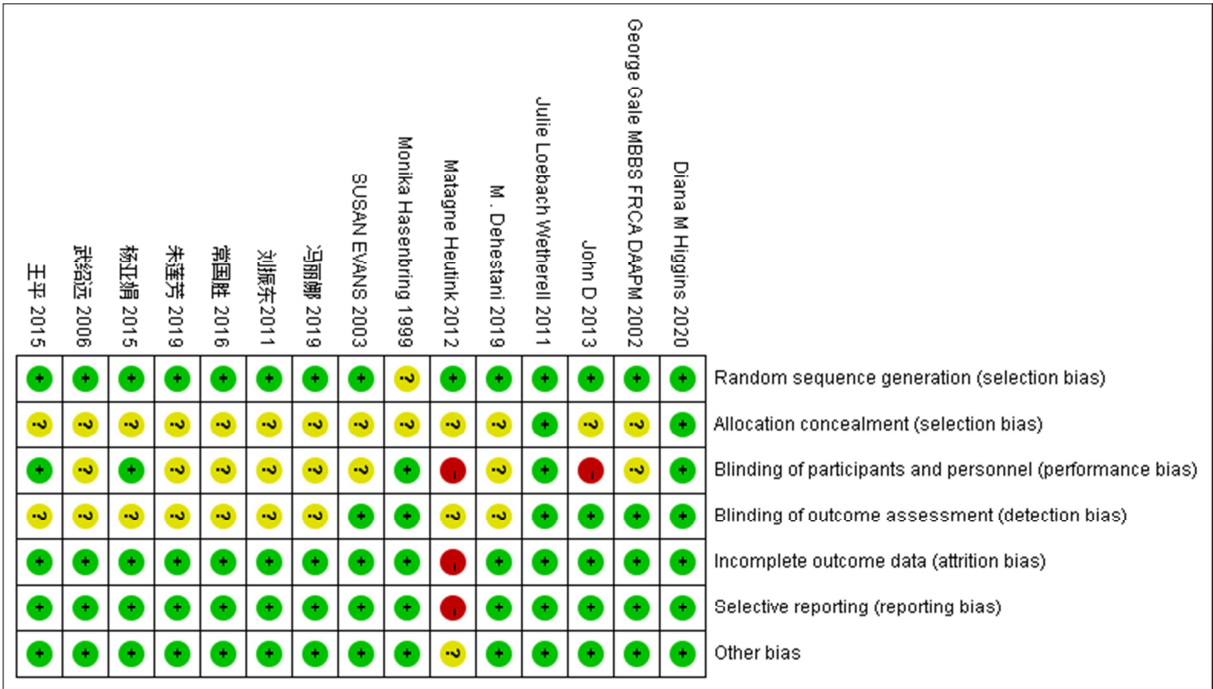 Diana M Higgins 2020
George Gale MBBS FRCA DAAPM 2002
John D 2013
Julie Loebach Wetherell 2011
M . Dehestani 2019
Matagne Heutink 2012
Monika Hasenbring 1999
SUSAN EVANS 2003
冯丽娜 2019
刘振东 2011
常国胜 2016
朱莲芳 2019
杨亚娟 2015
武绍远 2006
王平 2015
+ + + + + + ? + + + + + + + + Random sequence generation (selection bias)
? ? ? ? ? ? ? ? ? ? ? + ? ? + Allocation concealment (selection bias)
+ ? + ? ? ? ? ? + - ? + - ? + Blinding of participants and personnel (performance bias)
? ? ? ? ? ? ? + + ? ? + + + + Blinding of outcome assessment (detection bias)
+ + + + + + + + + - + + + + + Incomplete outcome data (attrition bias)
+ + + + + + + + + - + + + + + Selective reporting (reporting bias)
+ + + + + + + + + ? + + + + + Other bias